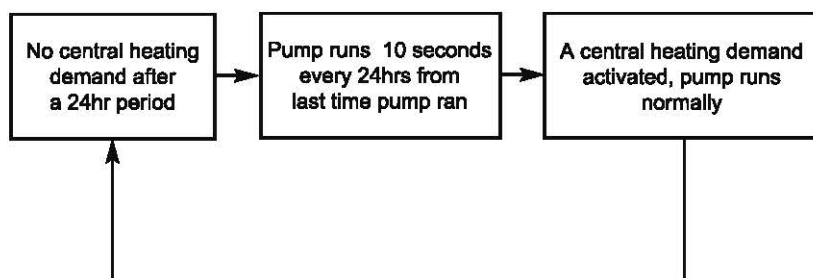 No central heating
demand after
a 24hr period
Pump runs 10 seconds
every 24hrs from
last time pump ran
A central heating demand
activated, pump runs
normally